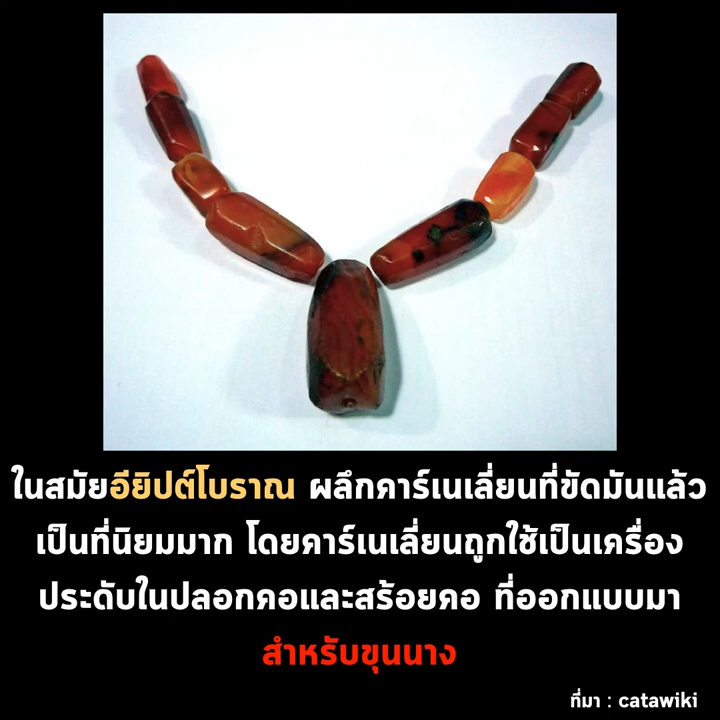 ในสมัยอียิปต์โบราณ ผลึกคาร์เนเลี่ยนที่ขัดมันแล้ว
เป็นที่นิยมมาก โดยคาร์เนเลี่ยนถูกใช้เป็นเครื่อง
ประดับในปลอกคอและสร้อยคอ ที่ออกแบบมา
สำหรับขุนนาง
ที่มา : catawiki